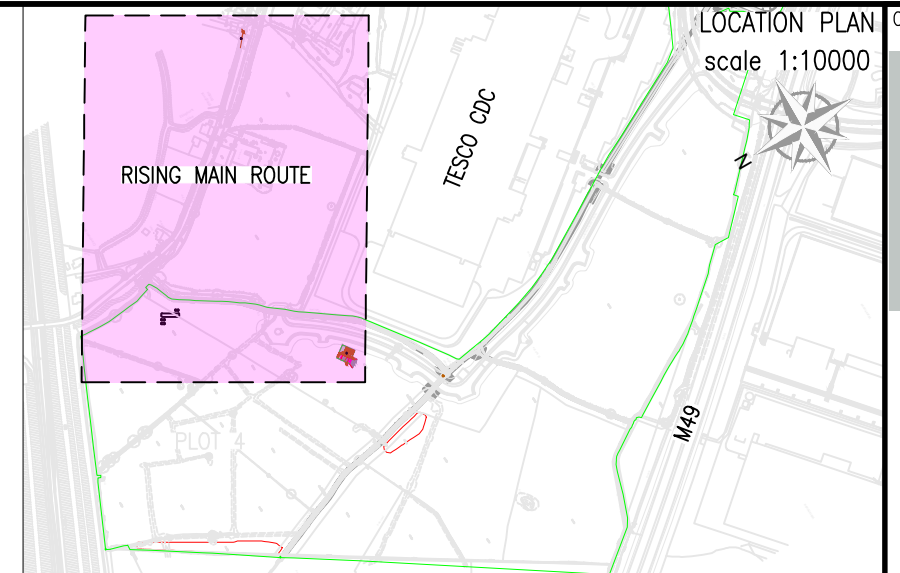 LOCATION PLAN
scale 1:10000
N
TESCO CDC
RISING MAIN ROUTE
M49
PLOT 4